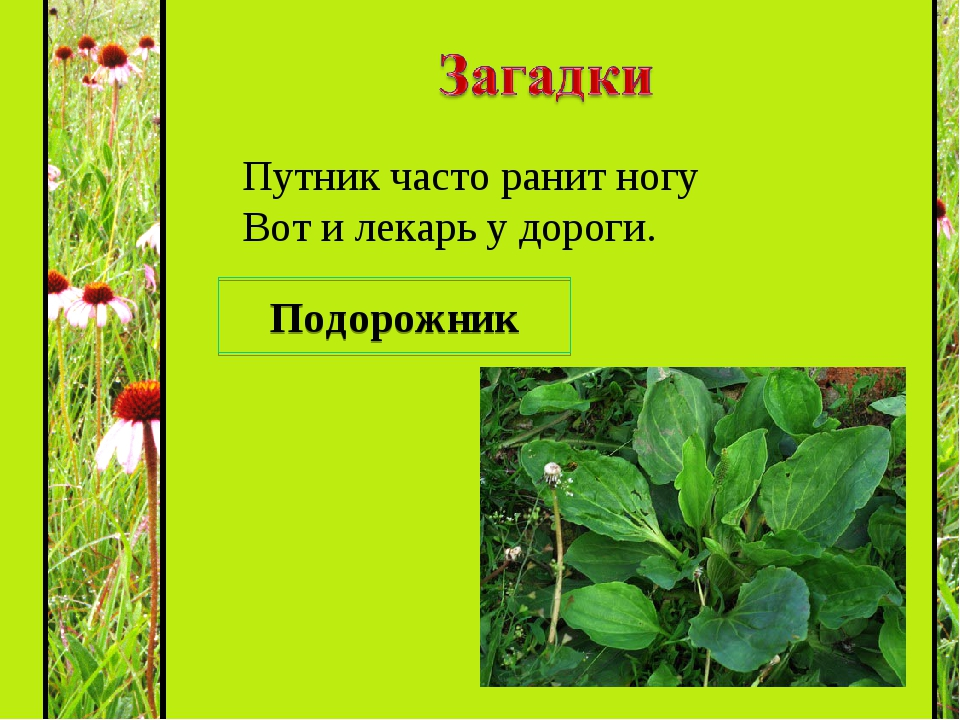 Загадки
Путник часто ранит ногу
Вот и лекарь у дороги.
Подорожник